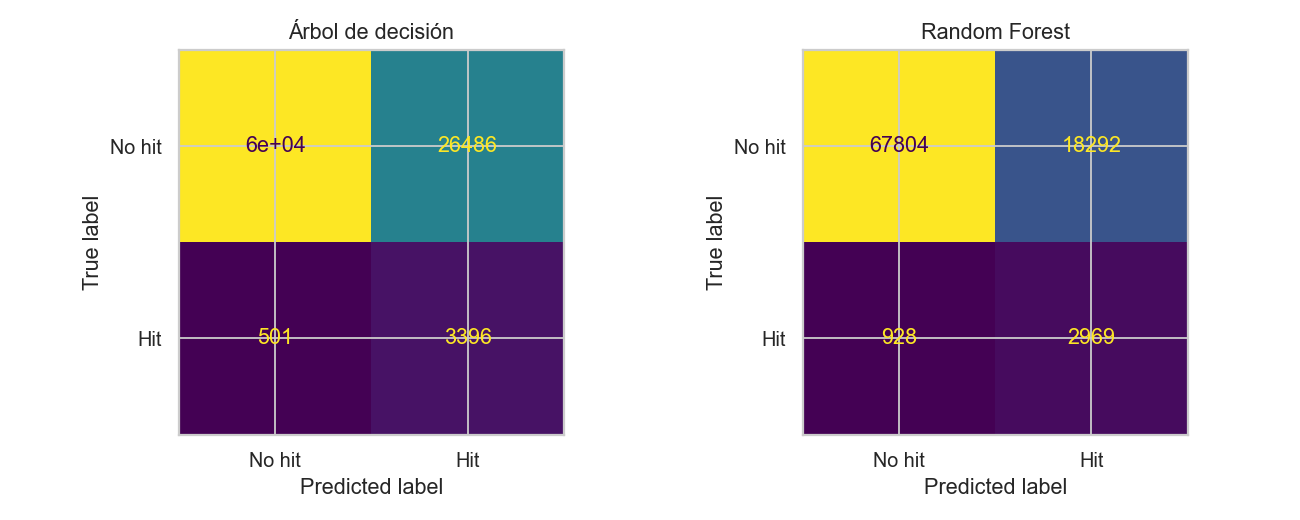 Árbol de decisión
No hit
6e+04
26486
True label
Hit
501
3396
No hit
Hit
Predicted label
Random Forest
No hit
67804
18292
True label
Hit
928
2969
No hit
Hit
Predicted label